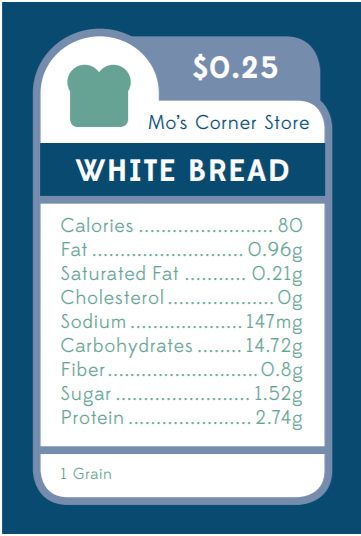 $0.25
Mo's Corner Store
WHITE BREAD
Calories ........................... 80
Fat ................................ 0.96g
Saturated Fat ........... 0.21g
Cholesterol ..................... 0g
Sodium ...................... 147mg
Carbohydrates ........ 14.72g
Fiber .............................. 0.8g
Sugar .......................... 1.52g
Protein ........................ 2.74g
1 Grain